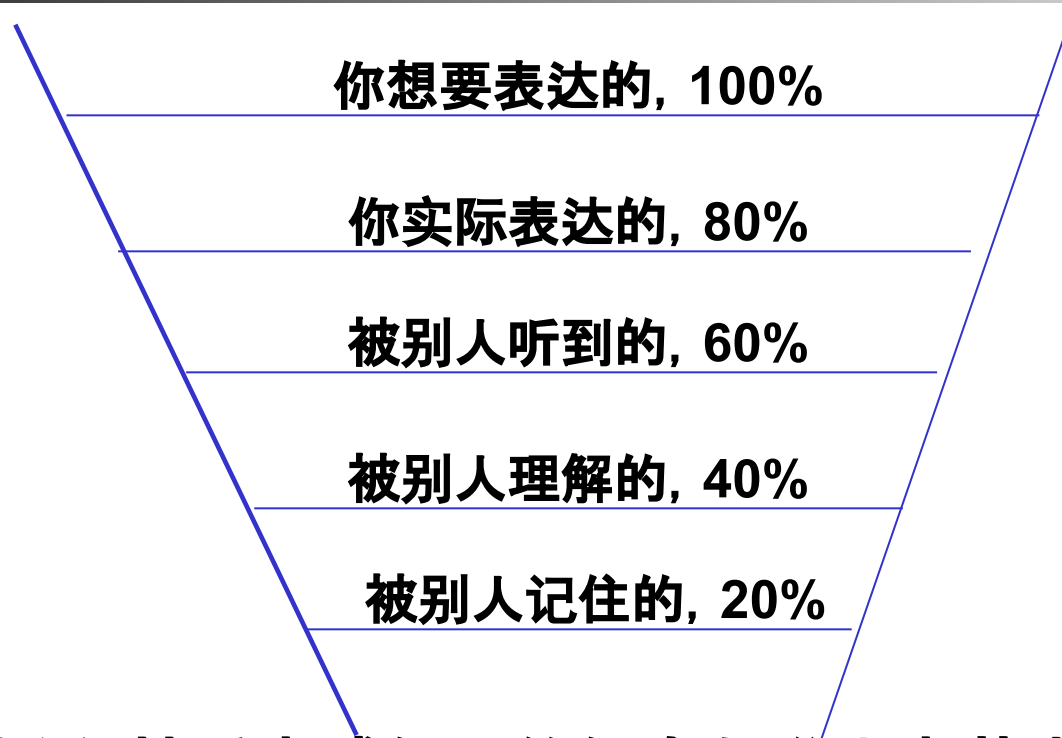 你想要表达的, 100%
你实际表达的, 80%
被别人听到的, 60%
被别人理解的, 40%
被别人记住的, 20%